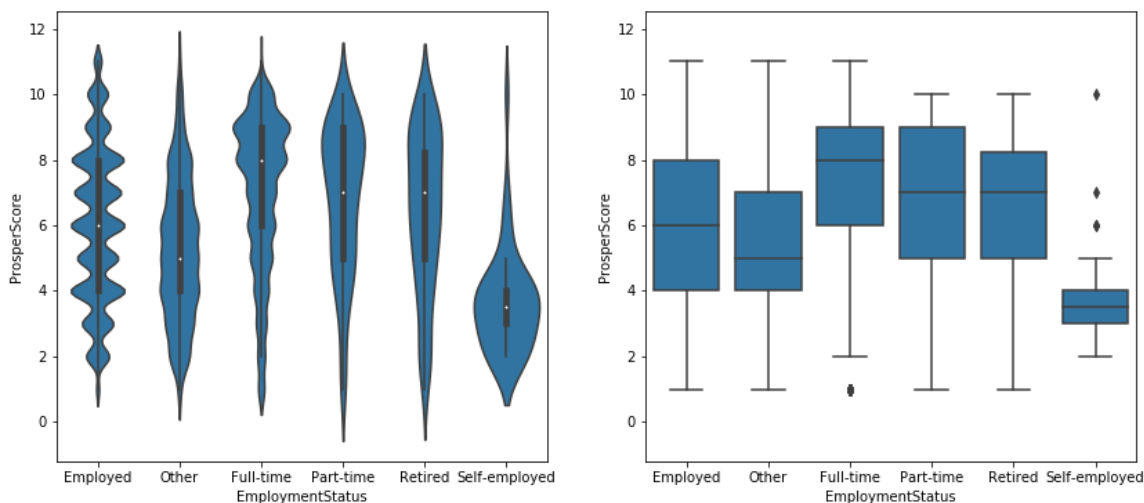 12
10
8
6
4
2
0
ProsperScore
Employed Other Full-time Part-time Retired Self-employed
EmploymentStatus
12
10
8
6
4
2
0
ProsperScore
Employed Other Full-time Part-time Retired Self-employed
EmploymentStatus